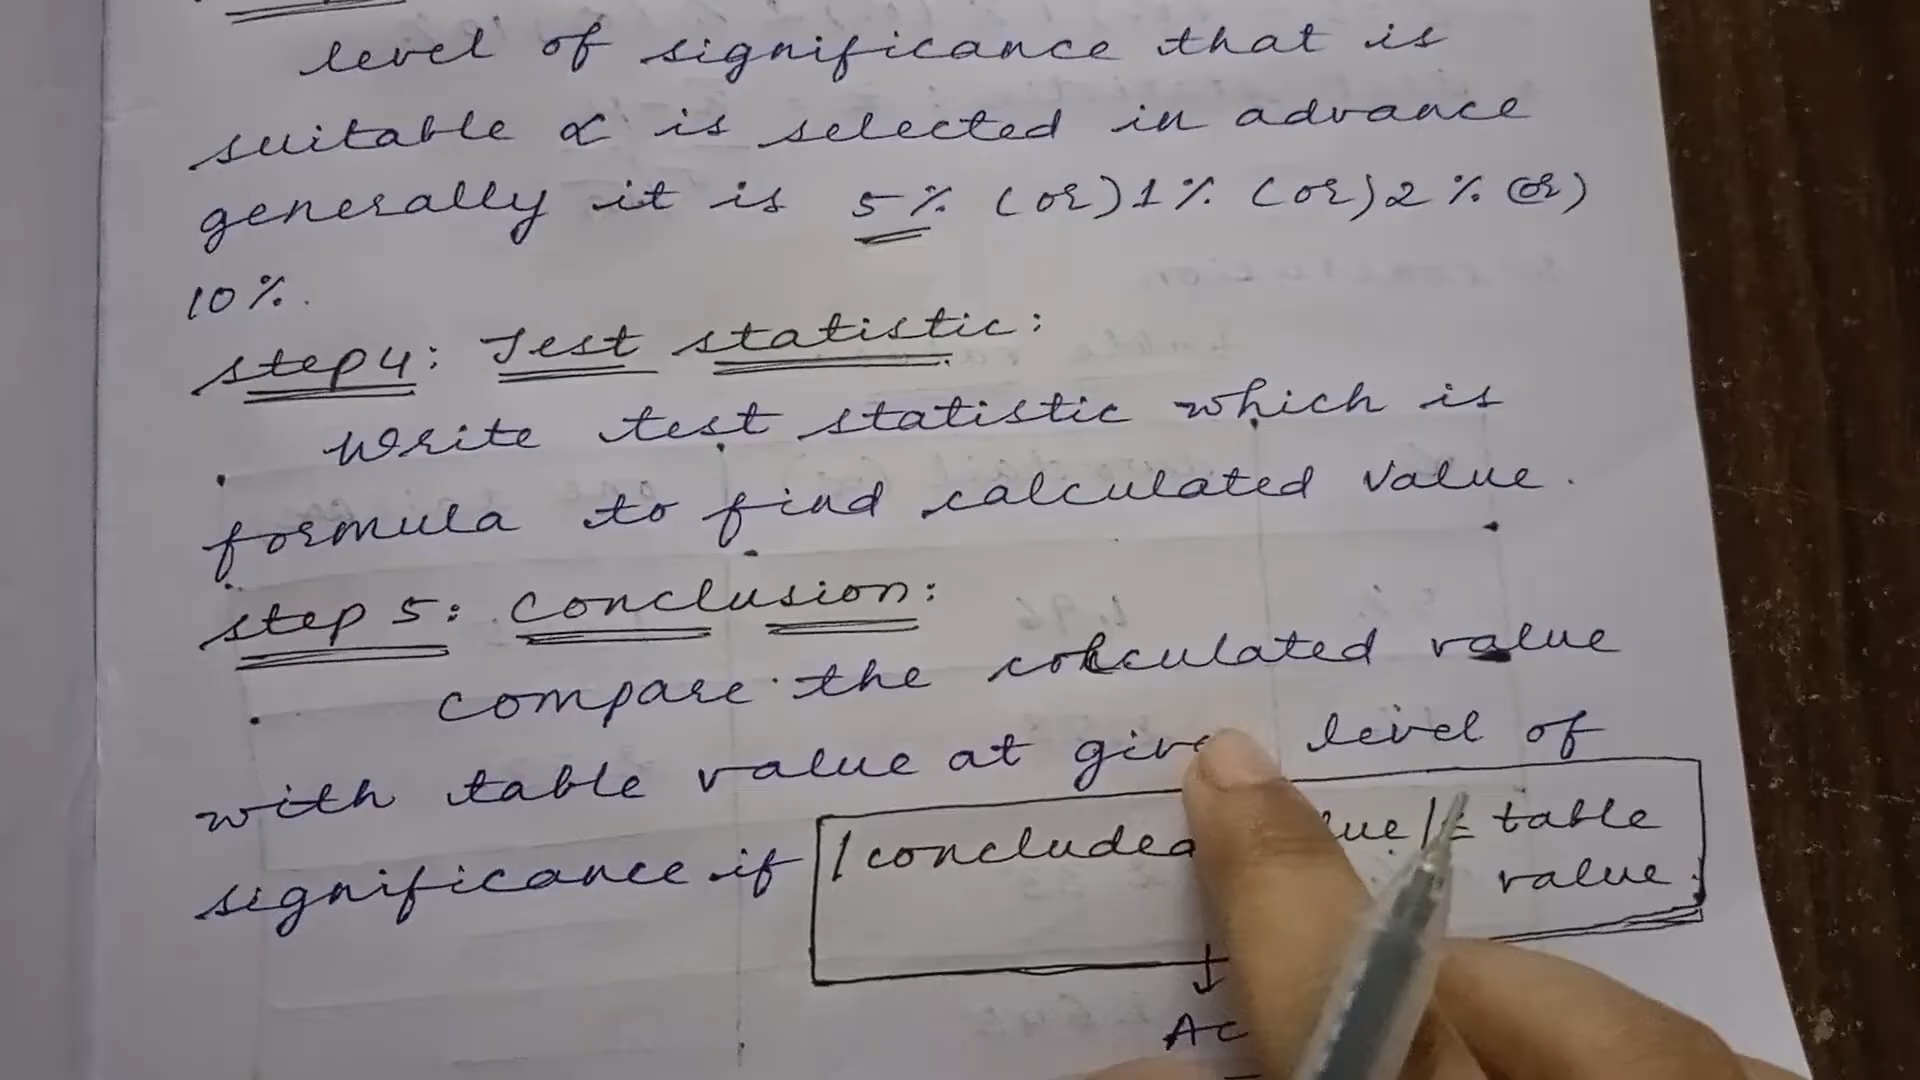 level of significance that is
suitable α is selected in advance
generally it is 5% (or) 1% (or) 2% (or)
10%.
step 4: Test statistic:
Write test statistic which is
formula to find calculated value.
step 5: Conclusion:
compare the calculated value
with table value at level of
significance if |concluded | ≤ table
value.
↓